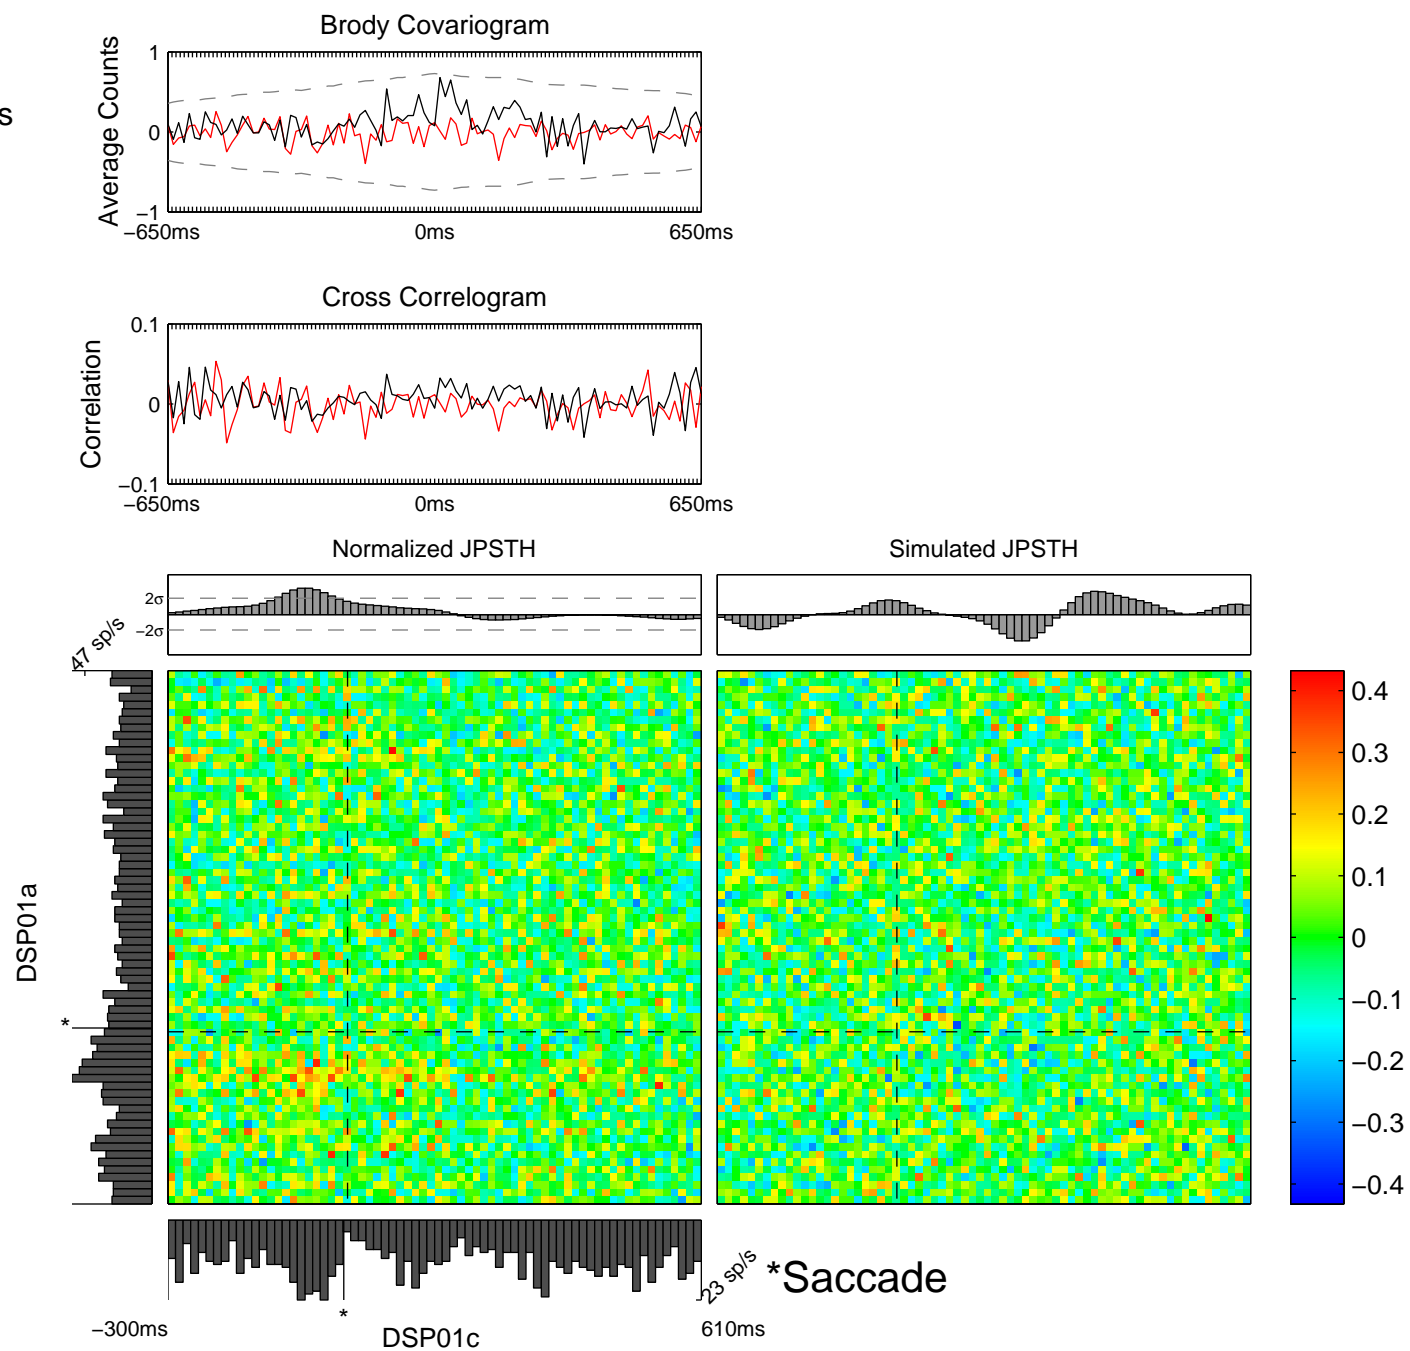 Brody Covariogram
s
Average Counts
1
0
−1
−650ms
0ms
650ms
Cross Correlogram
Correlation
0.1
0
−0.1
−650ms
0ms
650ms
Normalized JPSTH
Simulated JPSTH
2σ
−2σ
47 sp/s
DSP01a
*
0.4
0.3
0.2
0.1
0
−0.1
−0.2
−0.3
−0.4
23 sp/s
*Saccade
*
−300ms
DSP01c
610ms